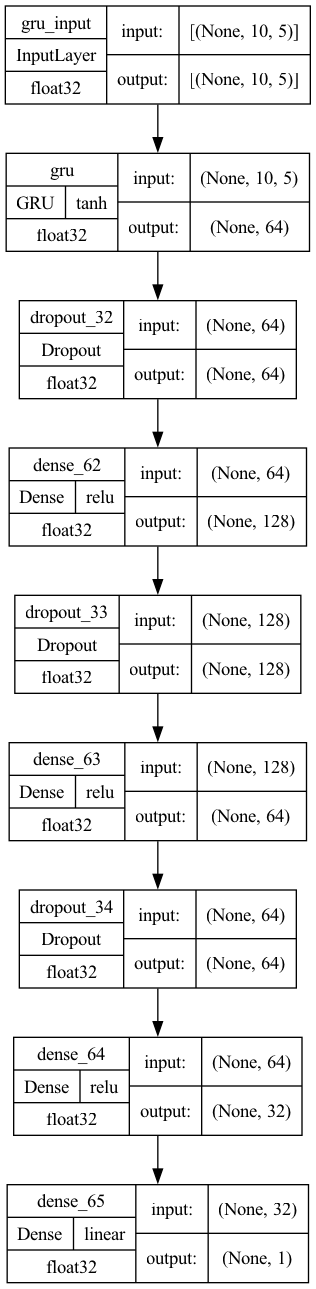 gru_input
InputLayer
float32
input:
[(None, 10, 5)]
output:
[(None, 10, 5)]
gru
GRU
tanh
float32
input:
(None, 10, 5)
output:
(None, 64)
dropout_32
Dropout
float32
input:
(None, 64)
output:
(None, 64)
dense_62
Dense
relu
float32
input:
(None, 64)
output:
(None, 128)
dropout_33
Dropout
float32
input:
(None, 128)
output:
(None, 128)
dense_63
Dense
relu
float32
input:
(None, 128)
output:
(None, 64)
dropout_34
Dropout
float32
input:
(None, 64)
output:
(None, 64)
dense_64
Dense
relu
float32
input:
(None, 64)
output:
(None, 32)
dense_65
Dense
linear
float32
input:
(None, 32)
output:
(None, 1)